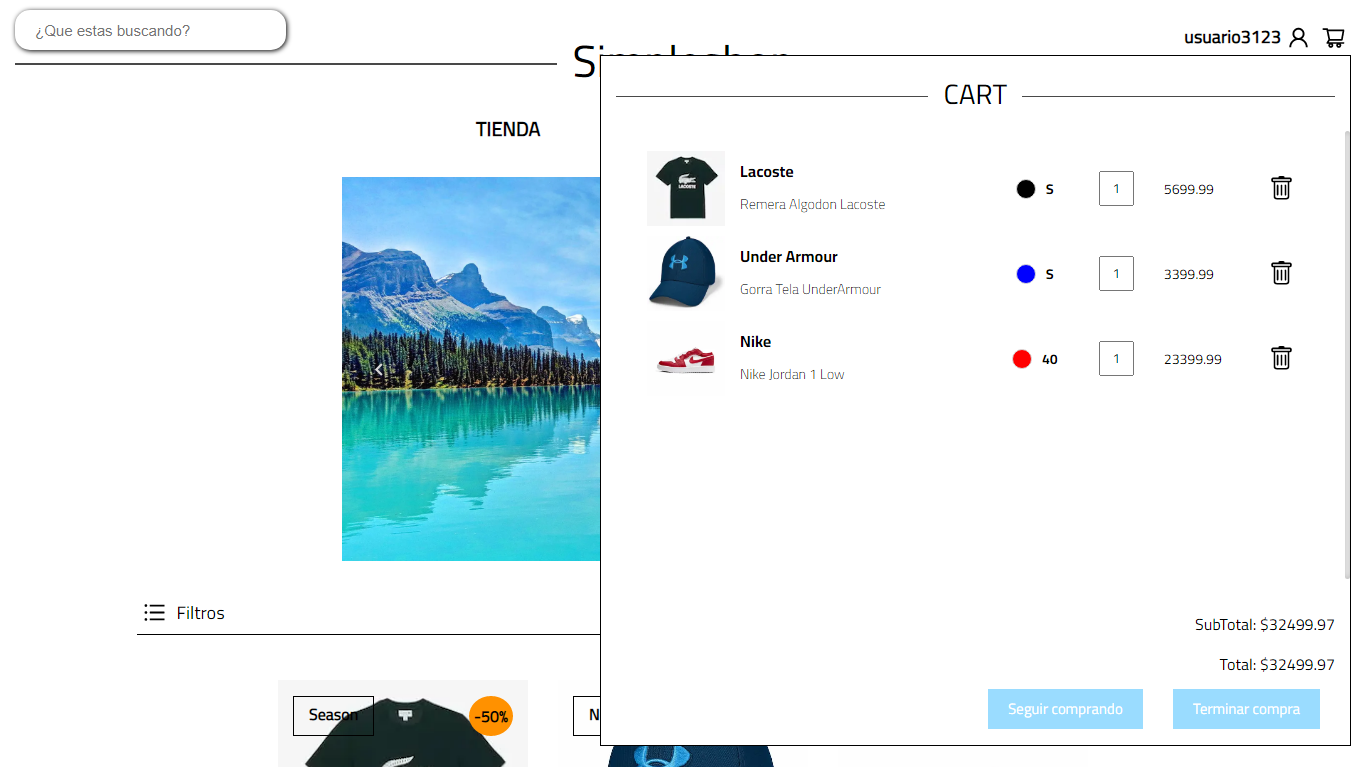 ¿Que estas buscando?
usuario3123
Simpleshop
CART
TIENDA
Lacoste
Remera Algodon Lacoste
S
1
5699.99
LACOSTE
Under Armour
Gorra Tela UnderArmour
S
1
3399.99
Nike
Nike Jordan 1 Low
40
1
23399.99
Filtros
SubTotal: $32499.97
Total: $32499.97
Seguir comprando
Terminar compra
Season
-50%
N